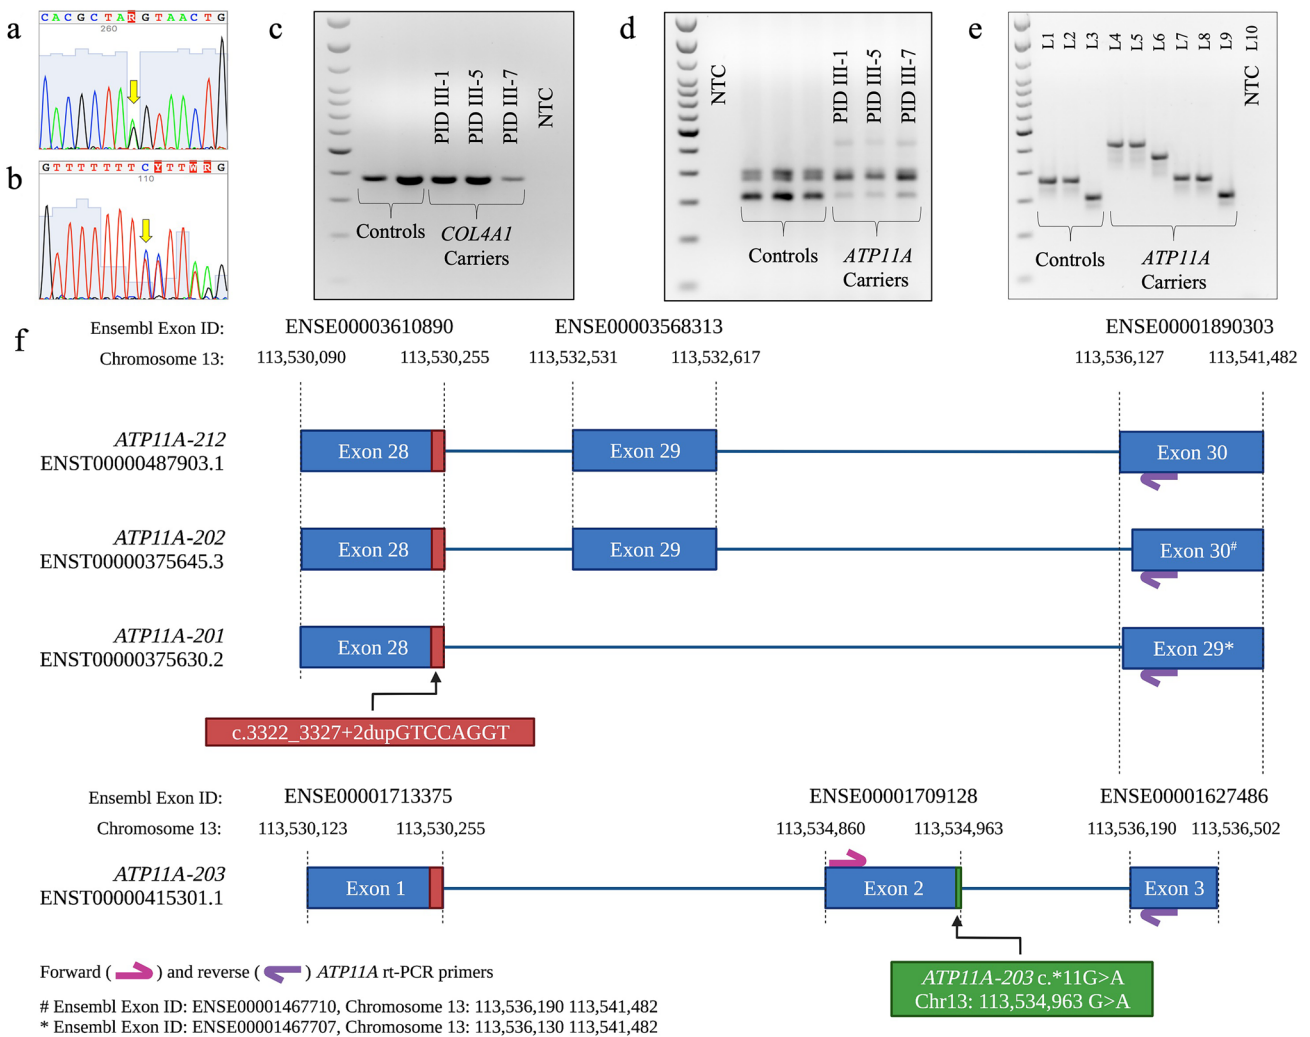 a
C A C G C T A R G T A A C T G
260
b
G T T T T T T T C Y T T W R G
110
c
PID III-1
PID III-5
PID III-7
NTC
Controls
COL4A1
Carriers
d
NTC
PID III-1
PID III-5
PID III-7
Controls
ATP11A
Carriers
e
L1
L2
L3
L4
L5
L6
L7
L8
L9
NTC L10
Controls
ATP11A
Carriers
f
Ensembl Exon ID: ENSE00003610890 ENSE00003568313 ENSE00001890303
Chromosome 13: 113,530,090 113,530,255 113,532,531 113,532,617 113,536,127 113,541,482
ATP11A-212
ENST00000487903.1
Exon 28 Exon 29 Exon 30
ATP11A-202
ENST00000375645.3
Exon 28 Exon 29 Exon 30#
ATP11A-201
ENST00000375630.2
Exon 28 Exon 29*
c.3322_3327+2dupGTCCAGGT
Ensembl Exon ID: ENSE00001713375 ENSE00001709128 ENSE00001627486
Chromosome 13: 113,530,123 113,530,255 113,534,860 113,534,963 113,536,190 113,536,502
ATP11A-203
ENST00000415301.1
Exon 1 Exon 2 Exon 3
Forward ( ) and reverse ( ) ATP11A rt-PCR primers
ATP11A-203 c.*11G>A
Chr13: 113,534,963 G>A
# Ensembl Exon ID: ENSE00001467710, Chromosome 13: 113,536,190 113,541,482
* Ensembl Exon ID: ENSE00001467707, Chromosome 13: 113,536,130 113,541,482